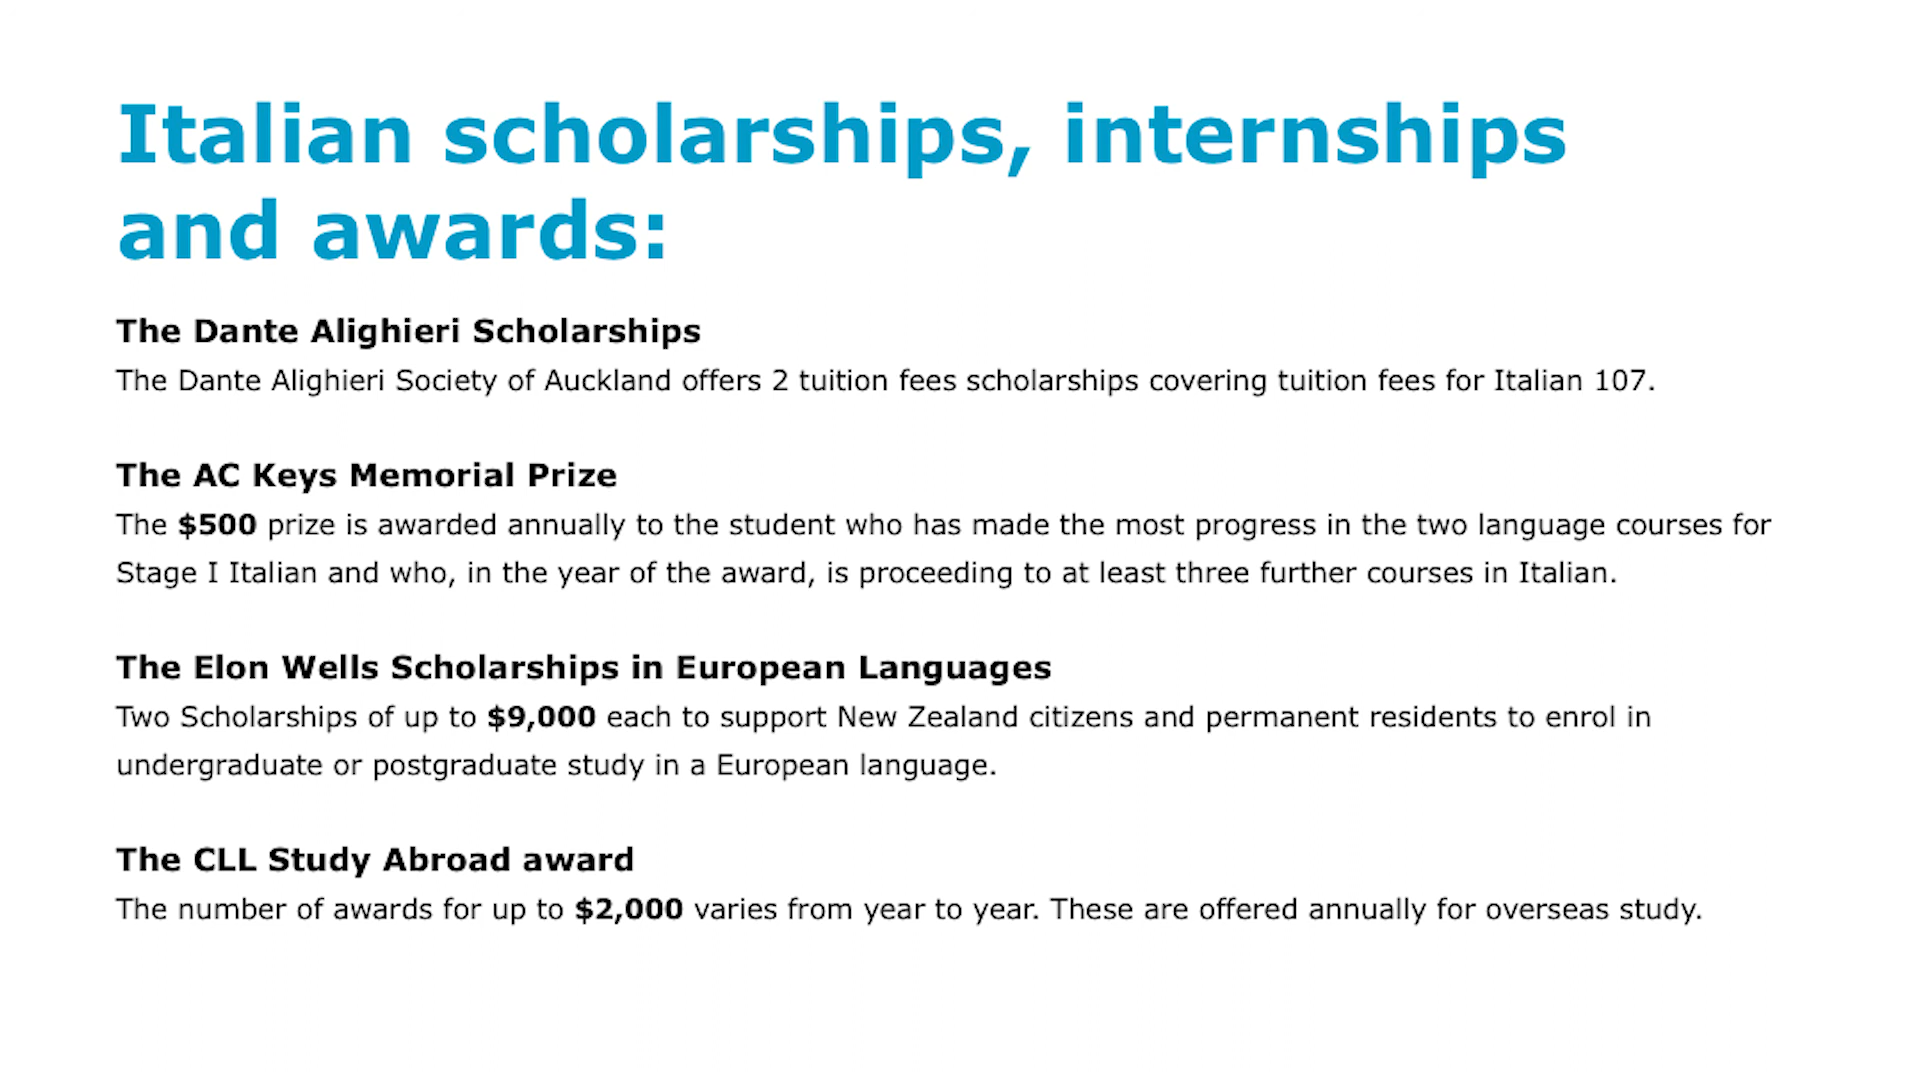 Italian scholarships, internships
and awards:
The Dante Alighieri Scholarships
The Dante Alighieri Society of Auckland offers 2 tuition fees scholarships covering tuition fees for Italian 107.
The AC Keys Memorial Prize
The $500 prize is awarded annually to the student who has made the most progress in the two language courses for
Stage I Italian and who, in the year of the award, is proceeding to at least three further courses in Italian.
The Elon Wells Scholarships in European Languages
Two Scholarships of up to $9,000 each to support New Zealand citizens and permanent residents to enrol in
undergraduate or postgraduate study in a European language.
The CLL Study Abroad award
The number of awards for up to $2,000 varies from year to year. These are offered annually for overseas study.